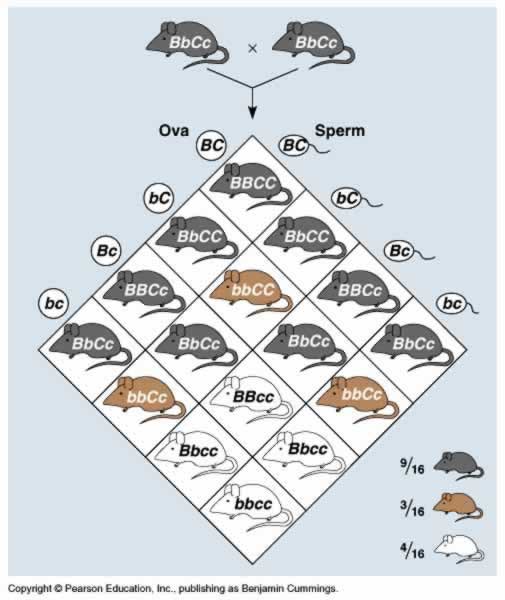 BbCc × BbCc
Ova Sperm
BC BC
BBCC
bC bC
BbCC BbCC
Bc Bc
BBCc bbCC BBCc
bc bc
BbCc BbCc BbCc BbCc
bbCc BBcc bbCc
Bbcc Bbcc
9/16
bbcc
3/16
4/16
Copyright © Pearson Education, Inc., publishing as Benjamin Cummings.